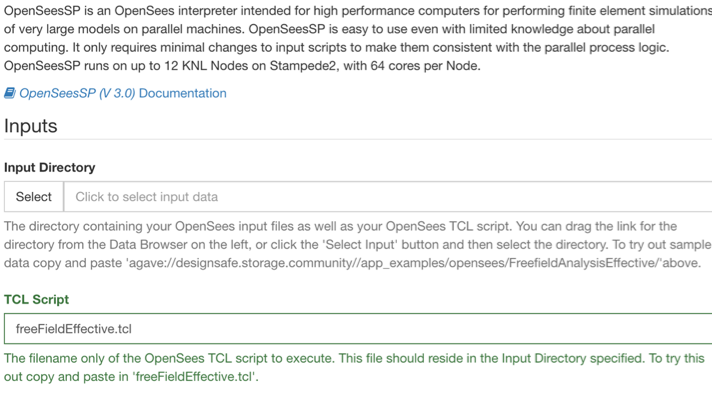 OpenSeesSP is an OpenSees interpreter intended for high performance computers for performing finite element simulations
of very large models on parallel machines. OpenSeesSP is easy to use even with limited knowledge about parallel
computing. It only requires minimal changes to input scripts to make them consistent with the parallel process logic.
OpenSeesSP runs on up to 12 KNL Nodes on Stampede2, with 64 cores per Node.
OpenSeesSP (V 3.0) Documentation
Inputs
Input Directory
Select Click to select input data
The directory containing your OpenSees input files as well as your OpenSees TCL script. You can drag the link for the
directory from the Data Browser on the left, or click the 'Select Input' button and then select the directory. To try out sample
data copy and paste 'agave://designsafe.storage.community//app_examples/opensees/FreefieldAnalysisEffective/'above.
TCL Script
freeFieldEffective.tcl
The filename only of the OpenSees TCL script to execute. This file should reside in the Input Directory specified. To try this
out copy and paste in 'freeFieldEffective.tcl'.